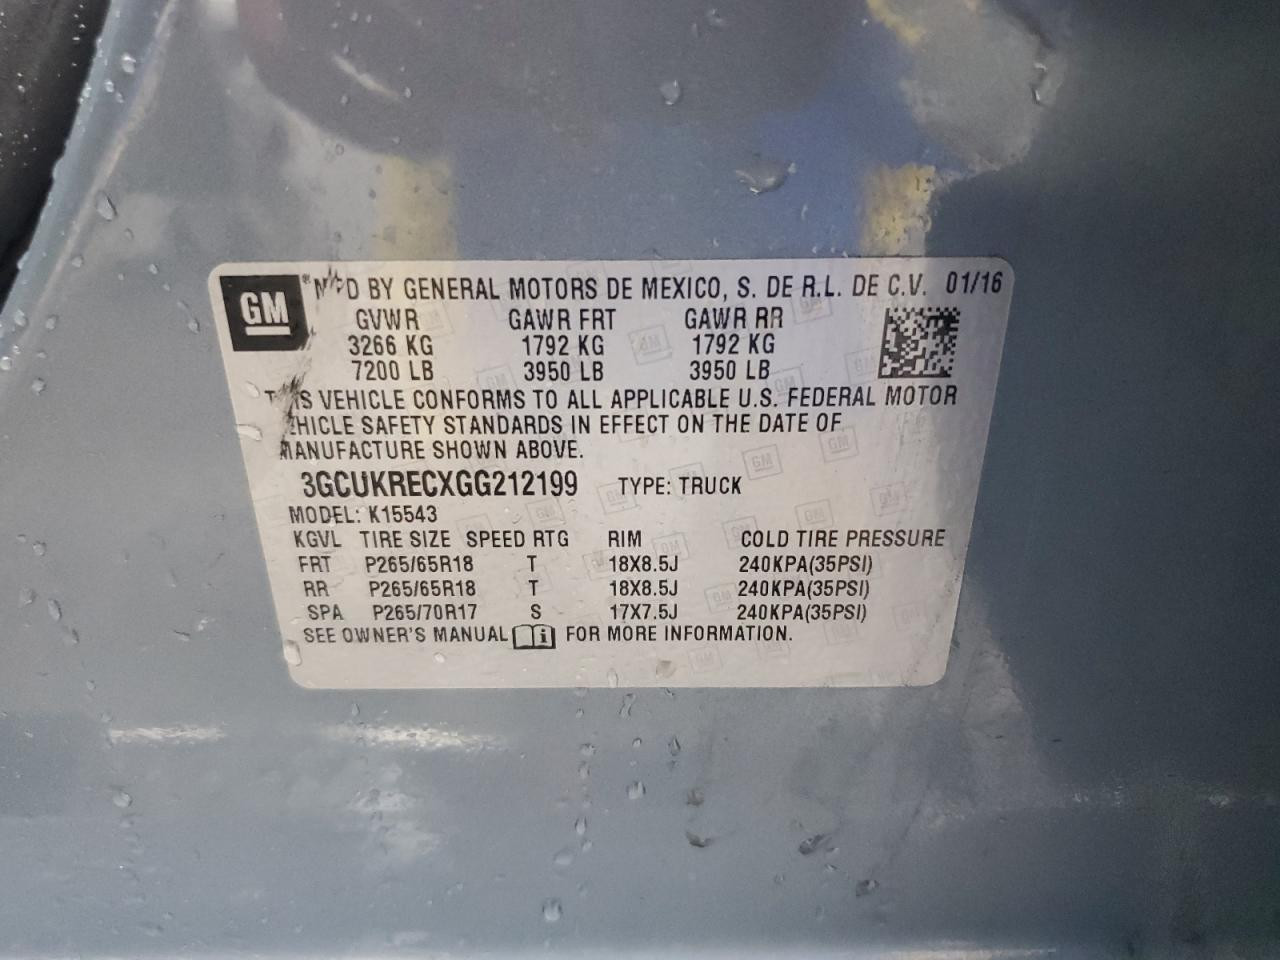 GM
MFD BY GENERAL MOTORS DE MEXICO, S. DE R.L. DE C.V. 01/16
GVWR GAWR FRT GAWR RR
3266 KG 1792 KG 1792 KG
7200 LB 3950 LB 3950 LB
THIS VEHICLE CONFORMS TO ALL APPLICABLE U.S. FEDERAL MOTOR
VEHICLE SAFETY STANDARDS IN EFFECT ON THE DATE OF
MANUFACTURE SHOWN ABOVE.
3GCUKRECXGG212199 TYPE: TRUCK
MODEL: K15543
KGVL TIRE SIZE SPEED RTG RIM COLD TIRE PRESSURE
FRT P265/65R18 T 18X8.5J 240KPA(35PSI)
RR P265/65R18 T 18X8.5J 240KPA(35PSI)
SPA P265/70R17 S 17X7.5J 240KPA(35PSI)
SEE OWNER'S MANUAL FOR MORE INFORMATION.